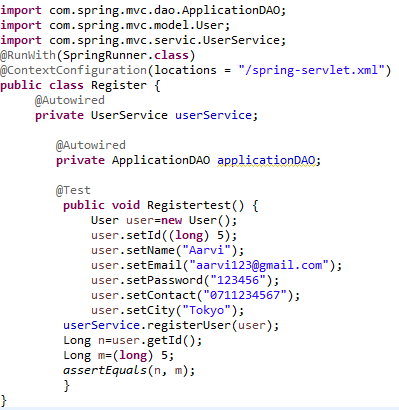 import com.spring.mvc.dao.ApplicationDAO;
import com.spring.mvc.model.User;
import com.spring.mvc.servic.UserService;
@RunWith(SpringRunner.class)
@ContextConfiguration(locations = "/spring-servlet.xml")
public class Register {
@Autowired
private UserService userService;
@Autowired
private ApplicationDAO applicationDAO;
@Test
public void Registertest() {
User user=new User();
user.setId((long) 5);
user.setName("Aarvi");
user.setEmail("aarvi123@gmail.com");
user.setPassword("123456");
user.setContact("0711234567");
user.setCity("Tokyo");
userService.registerUser(user);
Long n=user.getId();
Long m=(long) 5;
assertEquals(n, m);
}
}